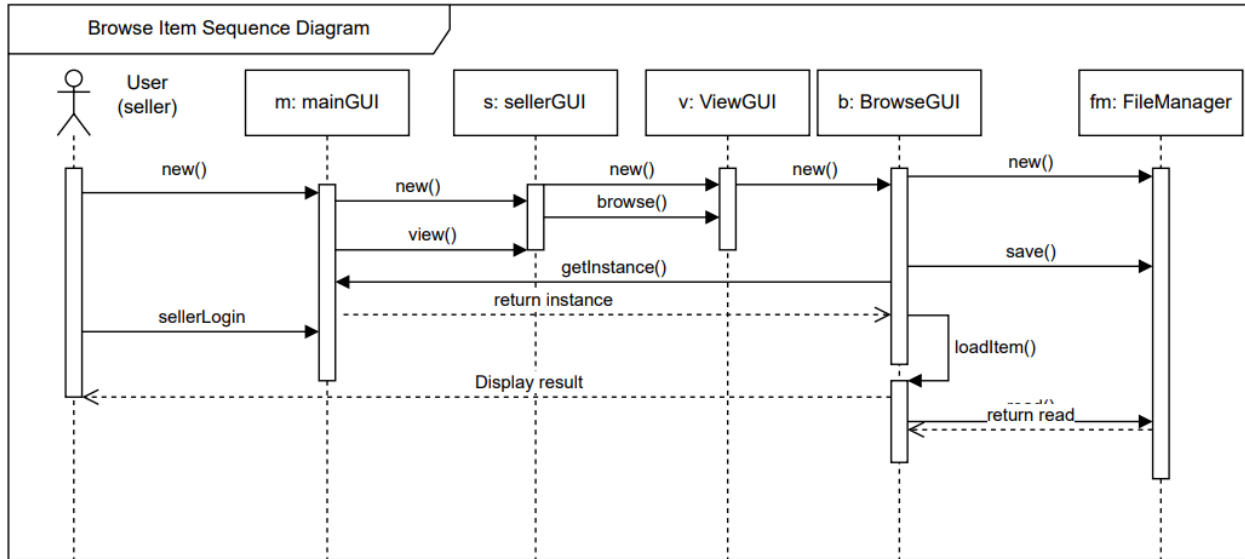 Browse Item Sequence Diagram
User
(seller)
m: mainGUI
s: sellerGUI
v: ViewGUI
b: BrowseGUI
fm: FileManager
new()
new()
new()
new()
new()
browse()
view()
save()
getInstance()
return instance
sellerLogin
loadItem()
Display result
return read